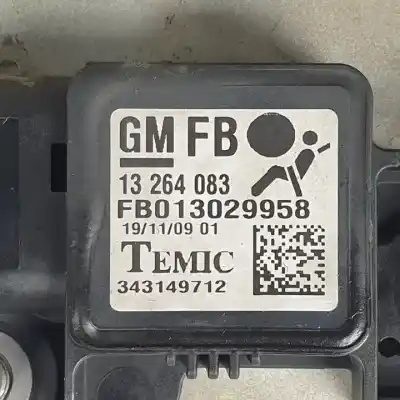 GM FB
13 264 083
FB013029958
19/11/09 01
TEMIC
343149712